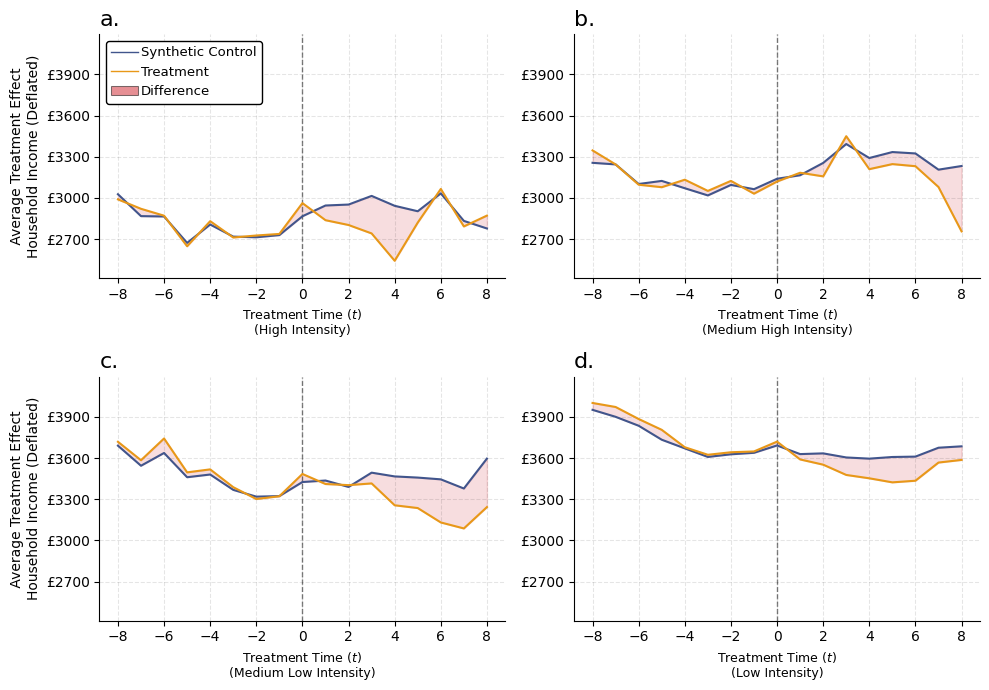 a.
Synthetic Control
Treatment
Difference
Average Treatment Effect
Household Income (Deflated)
£3900
£3600
£3300
£3000
£2700
−8 −6 −4 −2 0 2 4 6 8
Treatment Time (t)
(High Intensity)
b.
£3900
£3600
£3300
£3000
£2700
−8 −6 −4 −2 0 2 4 6 8
Treatment Time (t)
(Medium High Intensity)
c.
Average Treatment Effect
Household Income (Deflated)
£3900
£3600
£3300
£3000
£2700
−8 −6 −4 −2 0 2 4 6 8
Treatment Time (t)
(Medium Low Intensity)
d.
£3900
£3600
£3300
£3000
£2700
−8 −6 −4 −2 0 2 4 6 8
Treatment Time (t)
(Low Intensity)